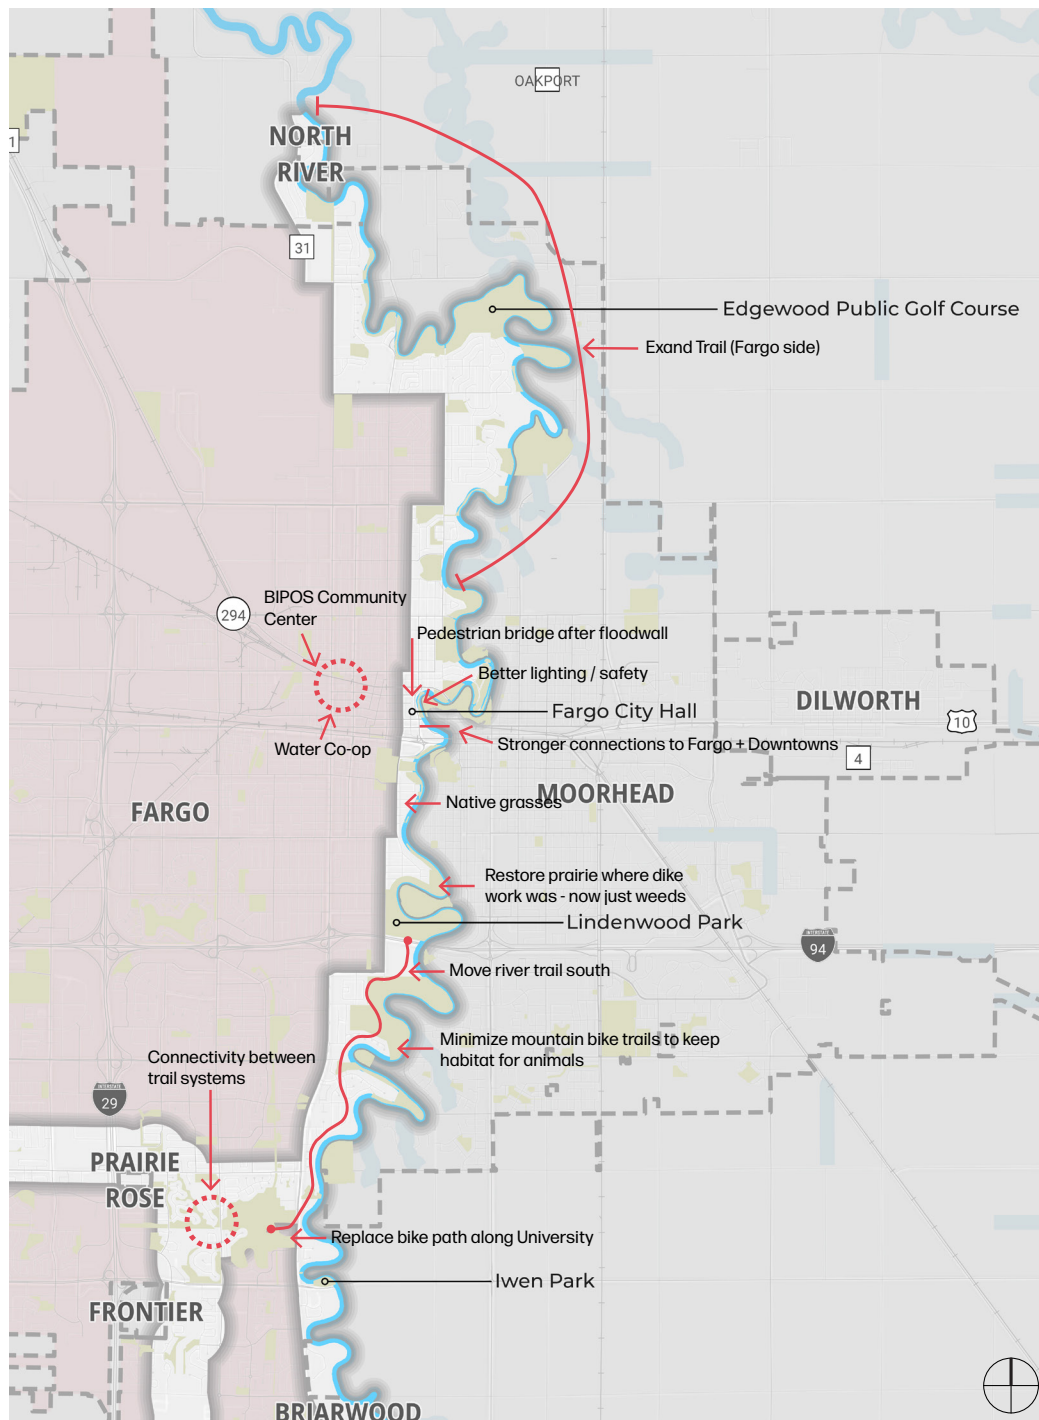 OAKPORT
1
NORTH
RIVER
31
Edgewood Public Golf Course
Exand Trail (Fargo side)
BIPOS Community
Center
294
Pedestrian bridge after floodwall
Better lighting / safety
DILWORTH
Fargo City Hall
10
Water Co-op
Stronger connections to Fargo + Downtowns
4
MOORHEAD
Native grasses
FARGO
Restore prairie where dike
work was - now just weeds
Lindenwood Park
INTERSTATE
94
Move river trail south
Minimize mountain bike trails to keep
habitat for animals
Connectivity between
trail systems
INTERSTATE
29
PRAIRIE
ROSE
Replace bike path along University
Iwen Park
FRONTIER
BRIARWOOD